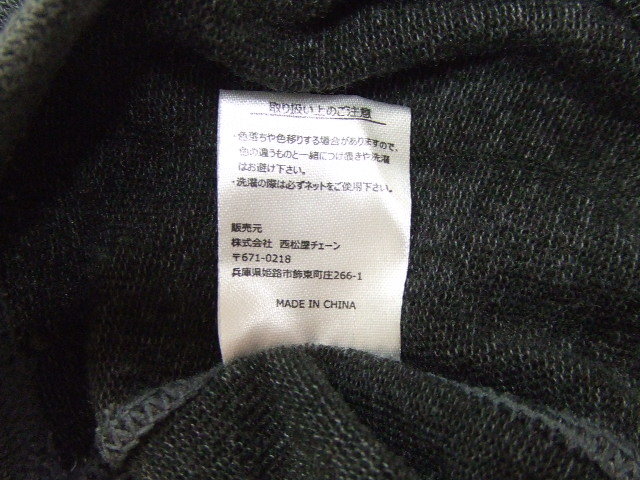 取り扱い上のご注意
・色落ちや色移りする場合がありますので、
色の違うものと一緒につけ置きや洗濯
はお避け下さい。
・洗濯の際は必ずネットをご使用下さい。
販売元
株式会社 西松屋チェーン
〒671-0218
兵庫県姫路市飾東町庄266-1
MADE IN CHINA